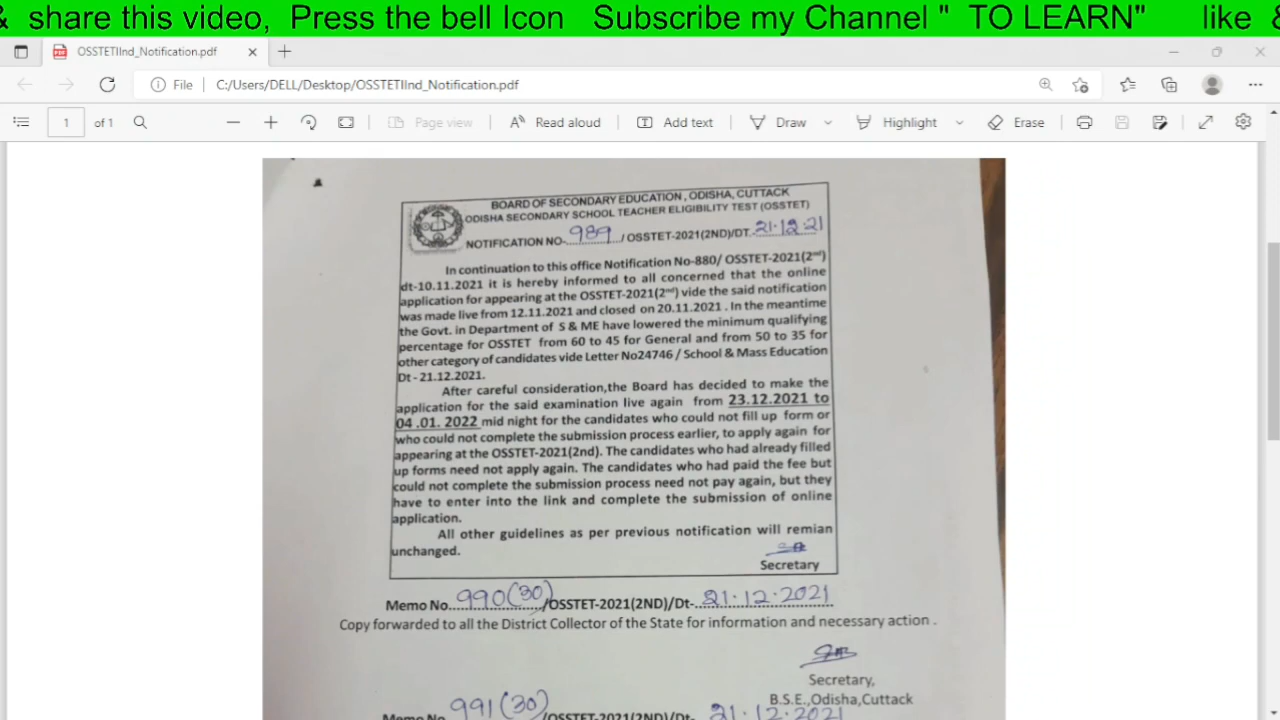 & share this video, Press the bell Icon Subscribe my Channel " TO LEARN" like &
OSSTETIInd_Notification.pdf
File C:/Users/DELL/Desktop/OSSTETIInd_Notification.pdf
1 of 1 Page view Read aloud Add text Draw Highlight Erase
BOARD OF SECONDARY EDUCATION, ODISHA, CUTTACK
ODISHA SECONDARY SCHOOL TEACHER ELIGIBILITY TEST (OSSTET)
NOTIFICATION NO- 989 / OSSTET-2021(2ND)/DT. 21.12.21
In continuation to this office Notification No-880/ OSSTET-2021(2nd)
dt-10.11.2021 it is hereby informed to all concerned that the online
application for appearing at the OSSTET-2021(2nd) vide the said notification
was made live from 12.11.2021 and closed on 20.11.2021 . In the meantime
the Govt. in Department of S & ME have lowered the minimum qualifying
percentage for OSSTET from 60 to 45 for General and from 50 to 35 for
other category of candidates vide Letter No24746 / School & Mass Education
Dt - 21.12.2021.
After careful consideration,the Board has decided to make the
application for the said examination live again from 23.12.2021 to
04 .01. 2022 mid night for the candidates who could not fill up form or
who could not complete the submission process earlier, to apply again for
appearing at the OSSTET-2021(2nd). The candidates who had already filled
up forms need not apply again. The candidates who had paid the fee but
could not complete the submission process need not pay again, but they
have to enter into the link and complete the submission of online
application.
All other guidelines as per previous notification will remian
unchanged.
Secretary
Memo No. 990(30) /OSSTET-2021(2ND)/Dt- 21.12.2021
Copy forwarded to all the District Collector of the State for information and necessary action .
Secretary,
B.S.E.,Odisha,Cuttack
Memo No 991(30) /OSSTET-2021(2ND)/Dt- 21.12.2021